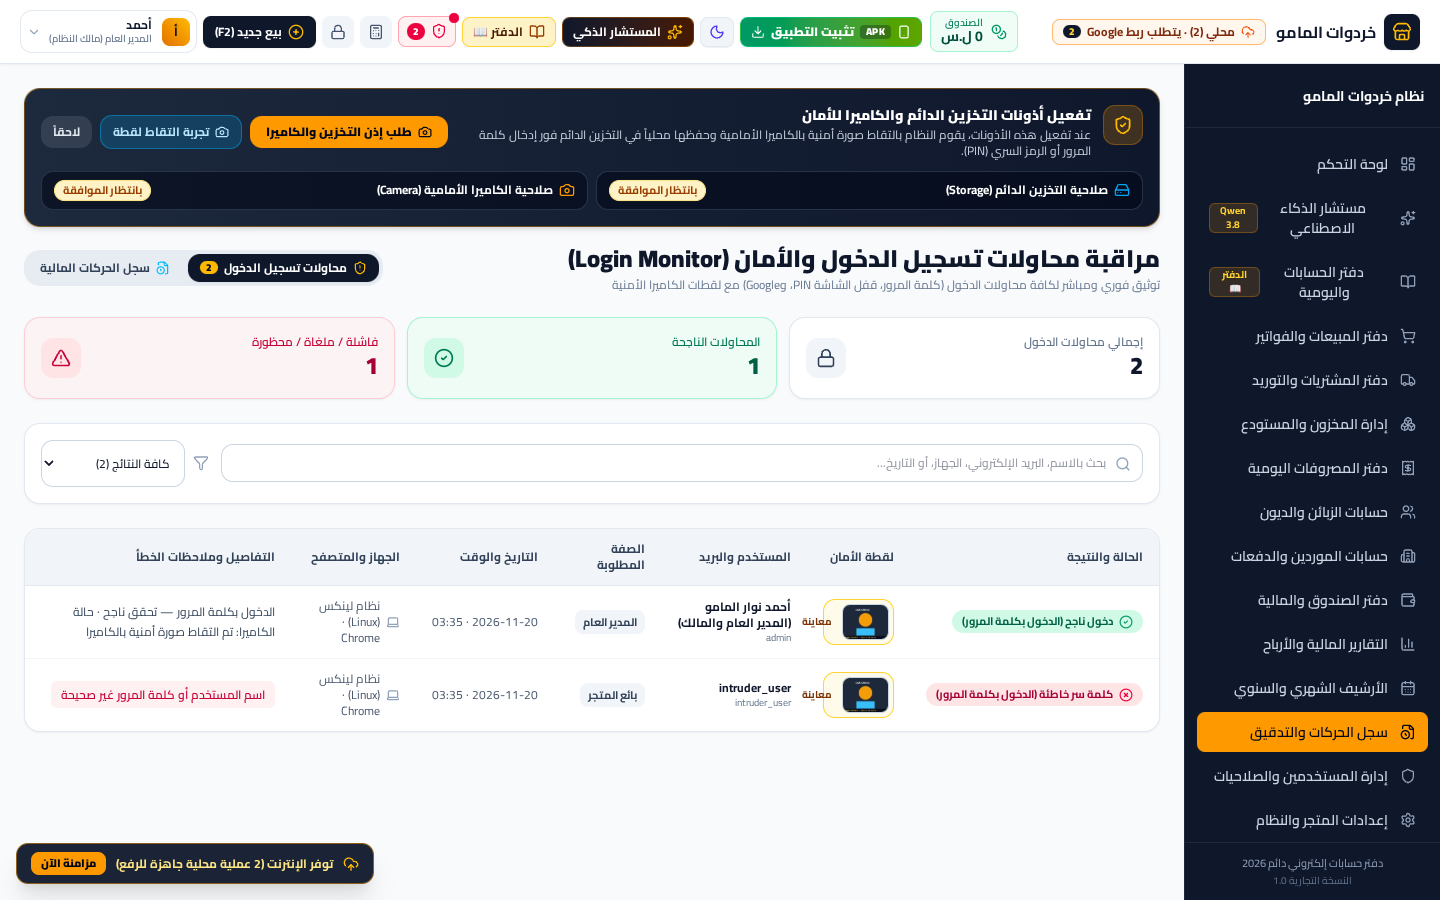 خردوات المامو
محلي (2) · يتطلب ربط Google 2
الصندوق
0 ل.س
APK تثبيت التطبيق
المستشار الذكي
الدفتر 📖
2
بيع جديد (F2)
أ
أحمد
المدير العام (مالك النظام)
نظام خردوات المامو
لوحة التحكم
مستشار الذكاء الاصطناعي
Qwen 3.8
دفتر الحسابات واليومية
الدفتر 📖
دفتر المبيعات والفواتير
دفتر المشتريات والتوريد
إدارة المخزون والمستودع
دفتر المصروفات اليومية
حسابات الزبائن والديون
حسابات الموردين والدفعات
دفتر الصندوق والمالية
التقارير المالية والأرباح
الأرشيف الشهري والسنوي
سجل الحركات والتدقيق
إدارة المستخدمين والصلاحيات
إعدادات المتجر والنظام
دفتر حسابات إلكتروني دائم 2026
النسخة التجارية 1.0
تفعيل أذونات التخزين الدائم والكاميرا للأمان
عند تفعيل هذه الأذونات، يقوم النظام بالتقاط صورة أمنية بالكاميرا الأمامية وحفظها محلياً في التخزين الدائم فور إدخال كلمة
المرور أو الرمز السري (PIN).
طلب إذن التخزين والكاميرا
تجربة التقاط لقطة
لاحقاً
صلاحية التخزين الدائم (Storage)
بانتظار الموافقة
صلاحية الكاميرا الأمامية (Camera)
بانتظار الموافقة
مراقبة محاولات تسجيل الدخول والأمان (Login Monitor)
توثيق فوري ومباشر لكافة محاولات الدخول (كلمة المرور، قفل الشاشة PIN، وGoogle) مع لقطات الكاميرا الأمنية
محاولات تسجيل الدخول 2
سجل الحركات المالية
إجمالي محاولات الدخول
2
المحاولات الناجحة
1
فاشلة / ملغاة / محظورة
1
بحث بالاسم، البريد الإلكتروني، الجهاز، أو التاريخ...
كافة النتائج (2)
الحالة والنتيجة
لقطة الأمان
المستخدم والبريد
الصفة المطلوبة
التاريخ والوقت
الجهاز والمتصفح
التفاصيل وملاحظات الخطأ
دخول ناجح (الدخول بكلمة المرور)
معاينة
أحمد نوار المامو
(المدير العام والمالك)
admin
المدير العام
2026-11-20 · 03:35
نظام لينكس
(Linux) ·
Chrome
الدخول بكلمة المرور — تحقق ناجح · حالة
الكاميرا: تم التقاط صورة أمنية بالكاميرا
كلمة سر خاطئة (الدخول بكلمة المرور)
معاينة
intruder_user
intruder_user
بائع المتجر
2026-11-20 · 03:35
نظام لينكس
(Linux) ·
Chrome
اسم المستخدم أو كلمة المرور غير صحيحة
توفر الإنترنت (2 عملية محلية جاهزة للرفع)
مزامنة الآن